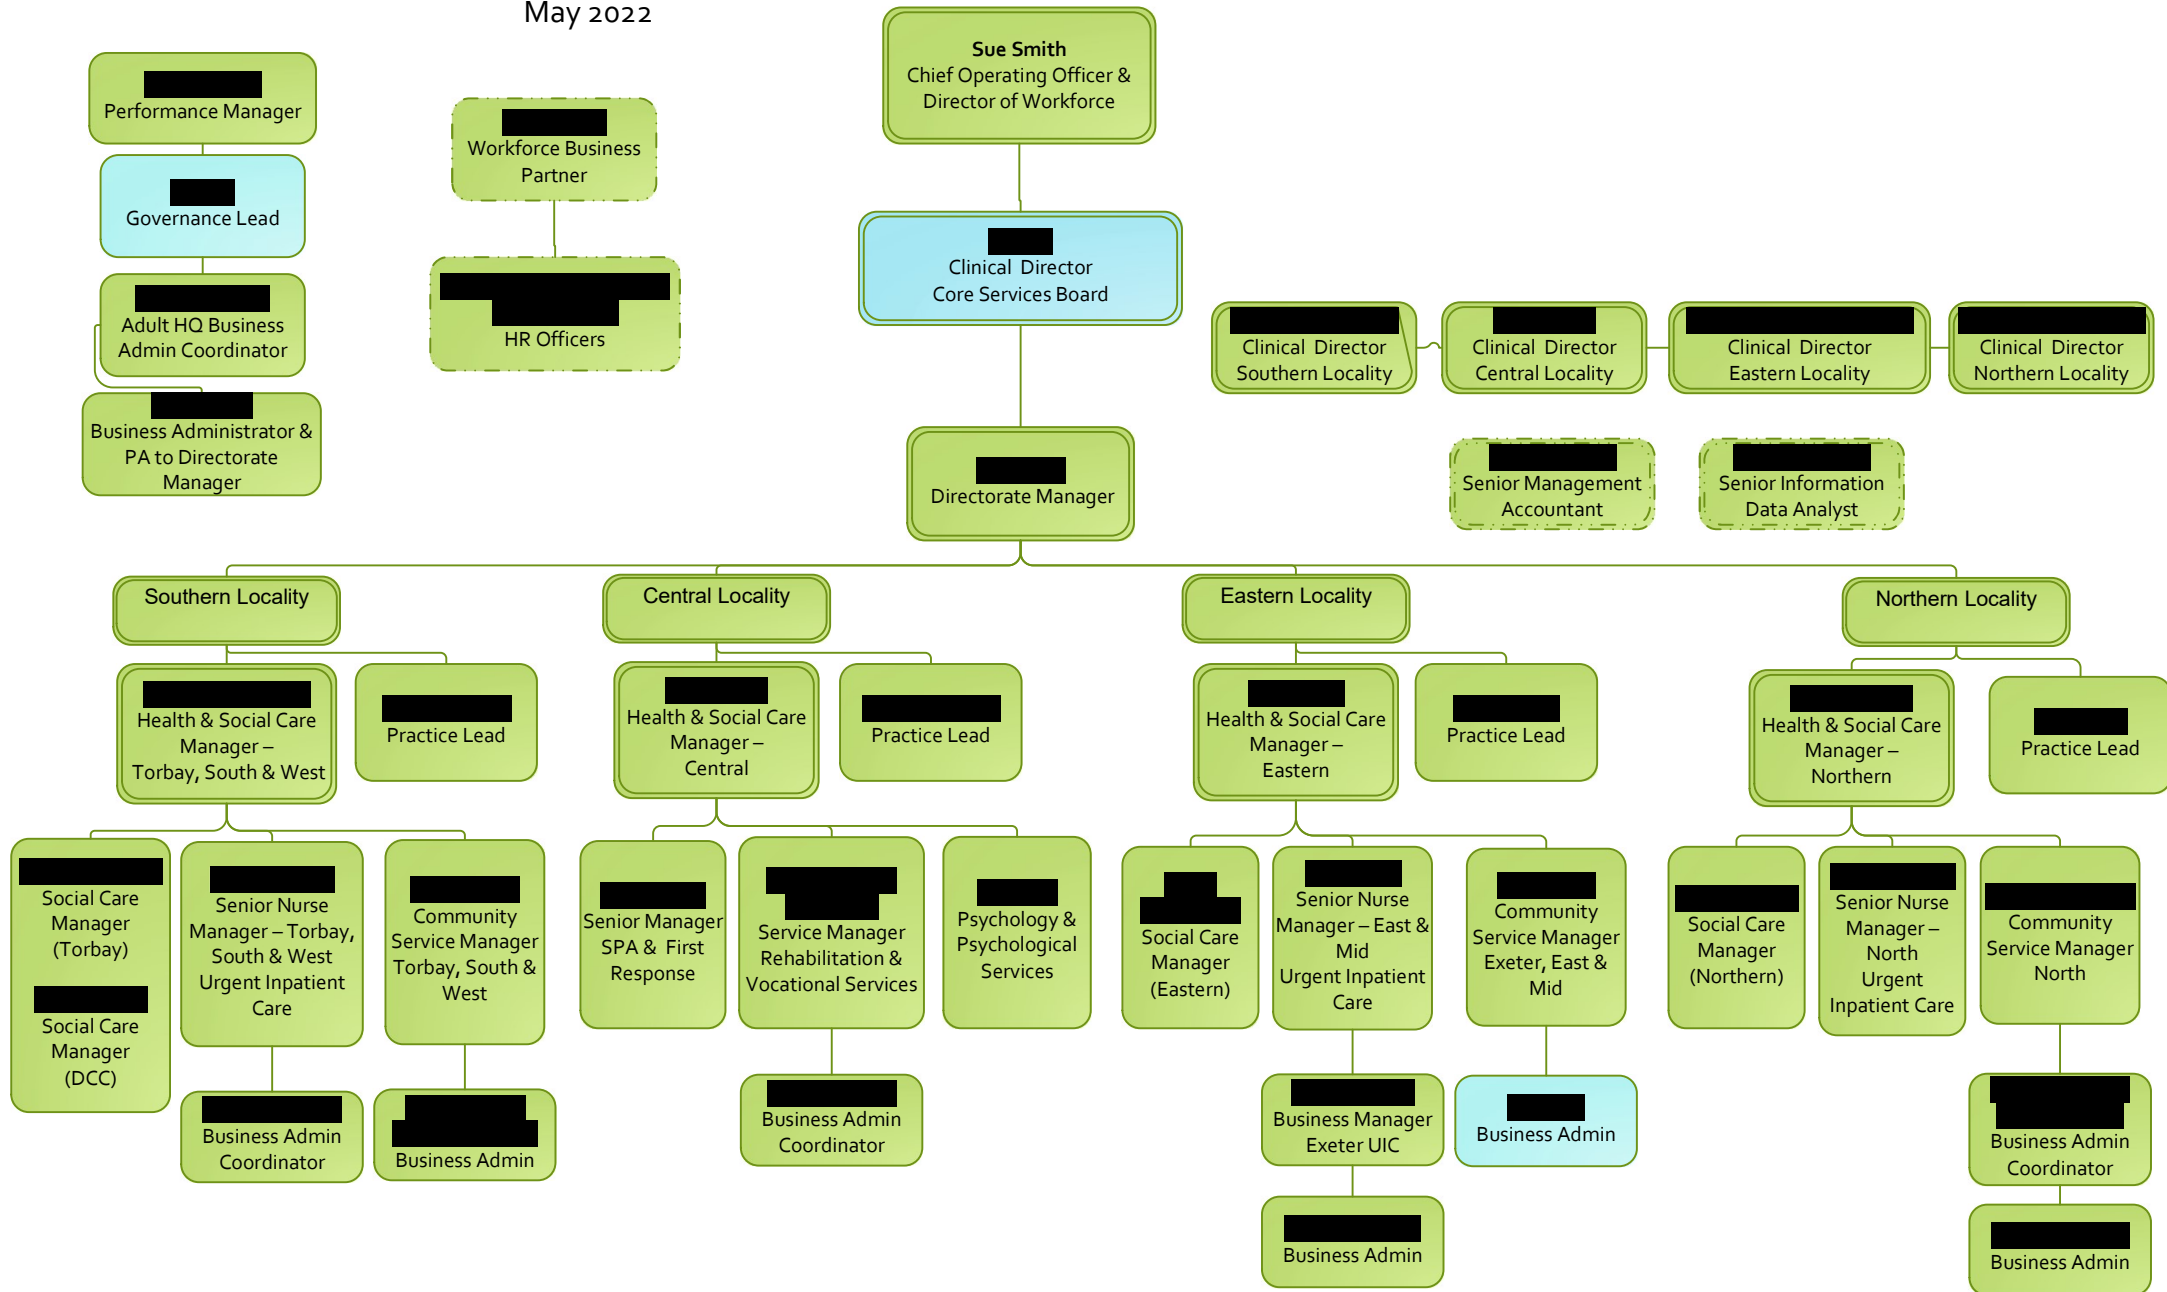 May 2022
Sue Smith
Chief Operating Officer &
Director of Workforce
Performance Manager
Workforce Business
Partner
Governance Lead
Clinical Director
Core Services Board
HR Officers
Adult HQ Business
Admin Coordinator
Clinical Director
Southern Locality
Clinical Director
Central Locality
Clinical Director
Eastern Locality
Clinical Director
Northern Locality
Business Administrator &
PA to Directorate
Manager
Directorate Manager
Senior Management
Accountant
Senior Information
Data Analyst
Southern Locality
Central Locality
Eastern Locality
Northern Locality
Health & Social Care
Manager –
Torbay, South & West
Practice Lead
Health & Social Care
Manager –
Central
Practice Lead
Health & Social Care
Manager –
Eastern
Practice Lead
Health & Social Care
Manager –
Northern
Practice Lead
Social Care
Manager
(Torbay)
Social Care
Manager
(DCC)
Senior Nurse
Manager – Torbay,
South & West
Urgent Inpatient
Care
Community
Service Manager
Torbay, South &
West
Senior Manager
SPA & First
Response
Service Manager
Rehabilitation &
Vocational Services
Psychology &
Psychological
Services
Social Care
Manager
(Eastern)
Senior Nurse
Manager – East &
Mid
Urgent Inpatient
Care
Community
Service Manager
Exeter, East &
Mid
Social Care
Manager
(Northern)
Senior Nurse
Manager –
North
Urgent
Inpatient Care
Community
Service Manager
North
Business Admin
Coordinator
Business Admin
Business Admin
Coordinator
Business Manager
Exeter UIC
Business Admin
Business Admin
Coordinator
Business Admin
Business Admin